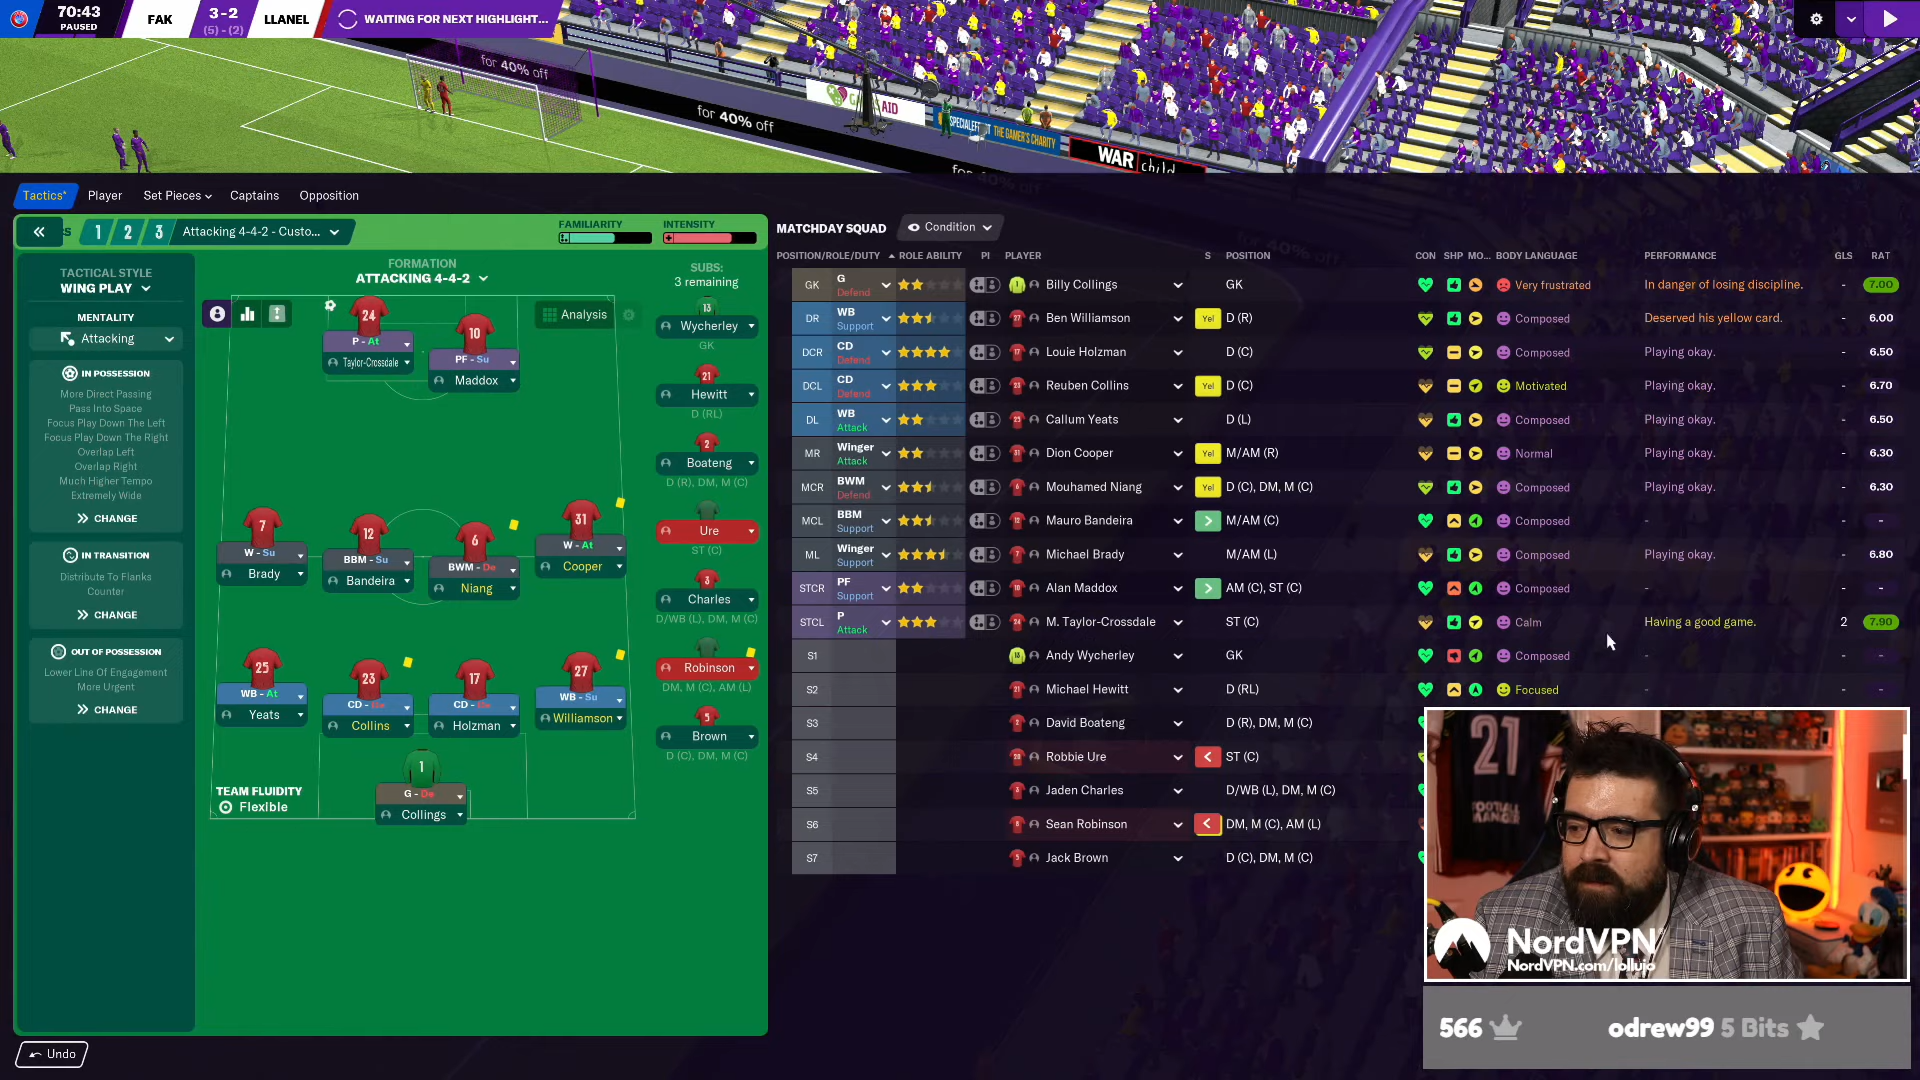 70:43
PAUSED
FAK
3-2
(5) - (2)
LLANEL
WAITING FOR NEXT HIGHLIGHT...
for 40% off
for 40% off
SPECIALEFFECT THE GAMER'S CHARITY
WAR child
Tactics*
Player
Set Pieces
Captains
Opposition
1 2 3
Attacking 4-4-2 - Custo...
FAMILIARITY
INTENSITY
TACTICAL STYLE
WING PLAY
MENTALITY
Attacking
IN POSSESSION
More Direct Passing
Pass Into Space
Focus Play Down The Left
Focus Play Down The Right
Overlap Left
Overlap Right
Much Higher Tempo
Extremely Wide
CHANGE
IN TRANSITION
Distribute To Flanks
Counter
CHANGE
OUT OF POSSESSION
Lower Line of Engagement
More Urgent
CHANGE
FORMATION
ATTACKING 4-4-2
Analysis
24
P - At
Taylor-Crossdale
10
PF - Su
Maddox
7
W - Su
Brady
12
BBM - Su
Bandeira
6
BWM - De
Niang
31
W - At
Cooper
25
WB - At
Yeats
23
CD - De
Collins
17
CD - De
Holzman
27
WB - Su
Williamson
1
G - De
Collings
TEAM FLUIDITY
Flexible
SUBS:
3 remaining
13
Wycherley
GK
21
Hewitt
D (RL)
2
Boateng
D (R), DM, M (C)
Ure
ST (C)
3
Charles
D/WB (L), DM, M (C)
Robinson
DM, M (C), AM (L)
5
Brown
D (C), DM, M (C)
Undo
MATCHDAY SQUAD
Condition
POSITION/ROLE/DUTY ROLE ABILITY PI PLAYER S POSITION CON SHP MO... BODY LANGUAGE PERFORMANCE GLS RAT
GK G Defend Billy Collings GK Very frustrated In danger of losing discipline. - 7.00
DR WB Support Ben Williamson Yel D (R) Composed Deserved his yellow card. - 6.00
DCR CD Defend Louie Holzman D (C) Composed Playing okay. - 6.50
DCL CD Defend Reuben Collins Yel D (C) Motivated Playing okay. - 6.70
DL WB Attack Callum Yeats D (L) Composed Playing okay. - 6.50
MR Winger Attack Dion Cooper Yel M/AM (R) Normal Playing okay. - 6.30
MCR BWM Defend Mouhamed Niang Yel D (C), DM, M (C) Composed Playing okay. - 6.30
MCL BBM Support Mauro Bandeira M/AM (C) Composed - - -
ML Winger Support Michael Brady M/AM (L) Composed Playing okay. - 6.80
STCR PF Support Alan Maddox AM (C), ST (C) Composed - - -
STCL P Attack M. Taylor-Crossdale ST (C) Calm Having a good game. 2 7.90
S1 Andy Wycherley GK Composed - - -
S2 Michael Hewitt D (RL) Focused - - -
S3 David Boateng D (R), DM, M (C)
S4 Robbie Ure ST (C)
S5 Jaden Charles D/WB (L), DM, M (C)
S6 Sean Robinson DM, M (C), AM (L)
S7 Jack Brown D (C), DM, M (C)
21
NordVPN
NordVPN.com/lollujo
566
odrew99 5 Bits